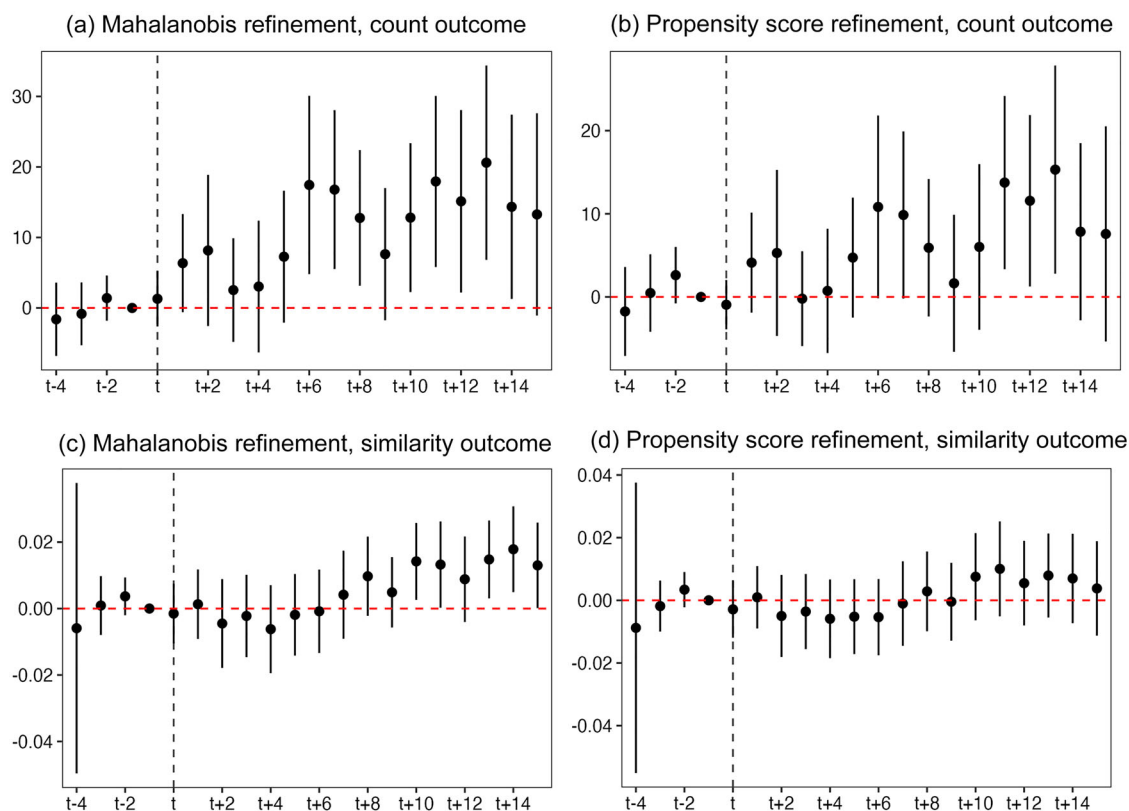 (a) Mahalanobis refinement, count outcome
30
20
10
0
t-4 t-2 t t+2 t+4 t+6 t+8 t+10 t+12 t+14
(b) Propensity score refinement, count outcome
20
10
0
t-4 t-2 t t+2 t+4 t+6 t+8 t+10 t+12 t+14
(c) Mahalanobis refinement, similarity outcome
0.02
0.00
-0.02
-0.04
t-4 t-2 t t+2 t+4 t+6 t+8 t+10 t+12 t+14
(d) Propensity score refinement, similarity outcome
0.04
0.02
0.00
-0.02
-0.04
t-4 t-2 t t+2 t+4 t+6 t+8 t+10 t+12 t+14